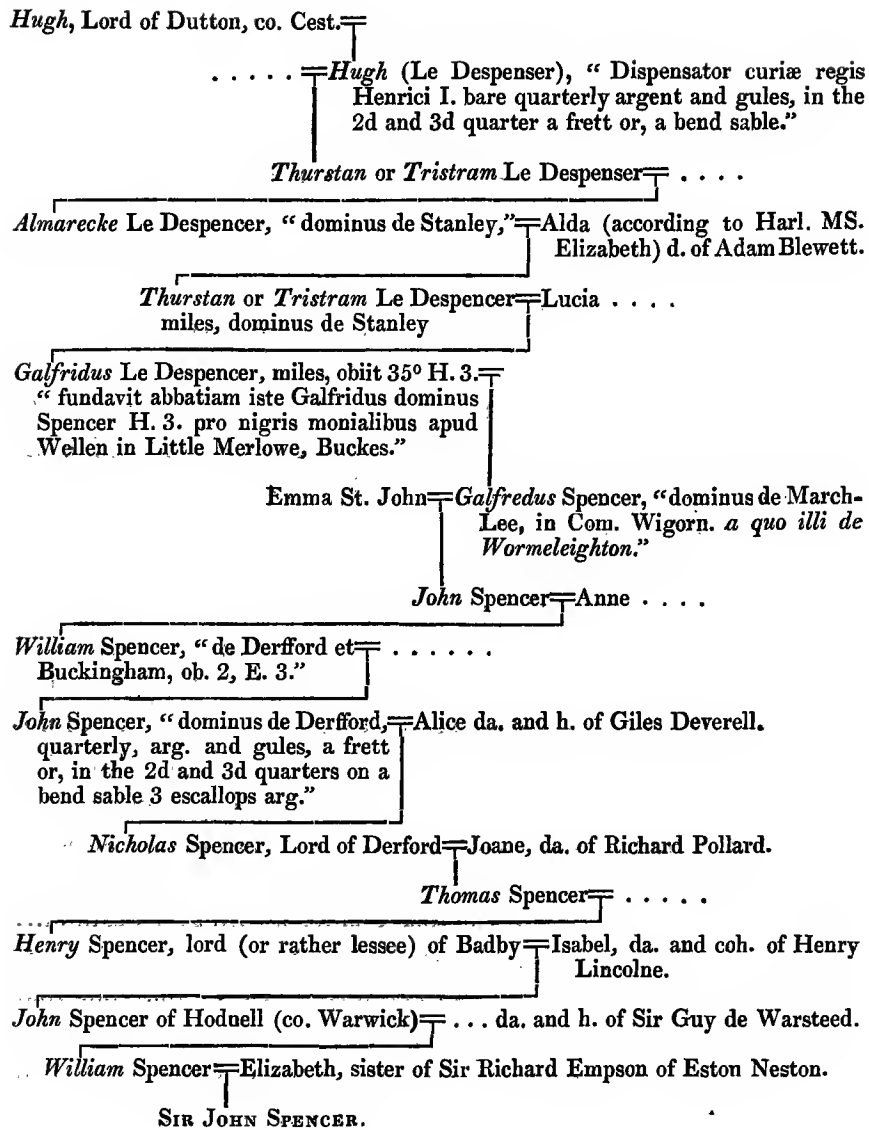 Hugh, Lord of Dutton, co. Cest.
. . . . . Hugh (Le Despenser), “ Dispensator curiæ regis
Henrici I. bare quarterly argent and gules, in the
2d and 3d quarter a frett or, a bend sable.”
Thurstan or Tristram Le Despenser . . . .
Almarecke Le Despencer, “ dominus de Stanley,” Alda (according to Harl. MS.
Elizabeth) d. of Adam Blewett.
Thurstan or Tristram Le Despencer Lucia . . . .
miles, dominus de Stanley
Galfridus Le Despencer, miles, obiit 35º H. 3.
“ fundavit abbatiam iste Galfridus dominus
Spencer H. 3. pro nigris monialibus apud
Wellen in Little Merlowe, Buckes.”
Emma St. John Galfredus Spencer, “dominus de March-
Lee, in Com. Wigorn. a quo illi de
Wormeleighton.”
John Spencer Anne . . . .
William Spencer, “ de Derfford et . . . . . .
Buckingham, ob. 2, E. 3.”
John Spencer, “ dominus de Derfford, Alice da. and h. of Giles Deverell.
quarterly, arg. and gules, a frett
or, in the 2d and 3d quarters on a
bend sable 3 escallops arg.”
Nicholas Spencer, Lord of Derford Joane, da. of Richard Pollard.
Thomas Spencer . . . . .
Henry Spencer, lord (or rather lessee) of Badby Isabel, da. and coh. of Henry
Lincolne.
John Spencer of Hodnell (co. Warwick) . . . da. and h. of Sir Guy de Warsteed.
William Spencer Elizabeth, sister of Sir Richard Empson of Eston Neston.
SIR JOHN SPENCER.